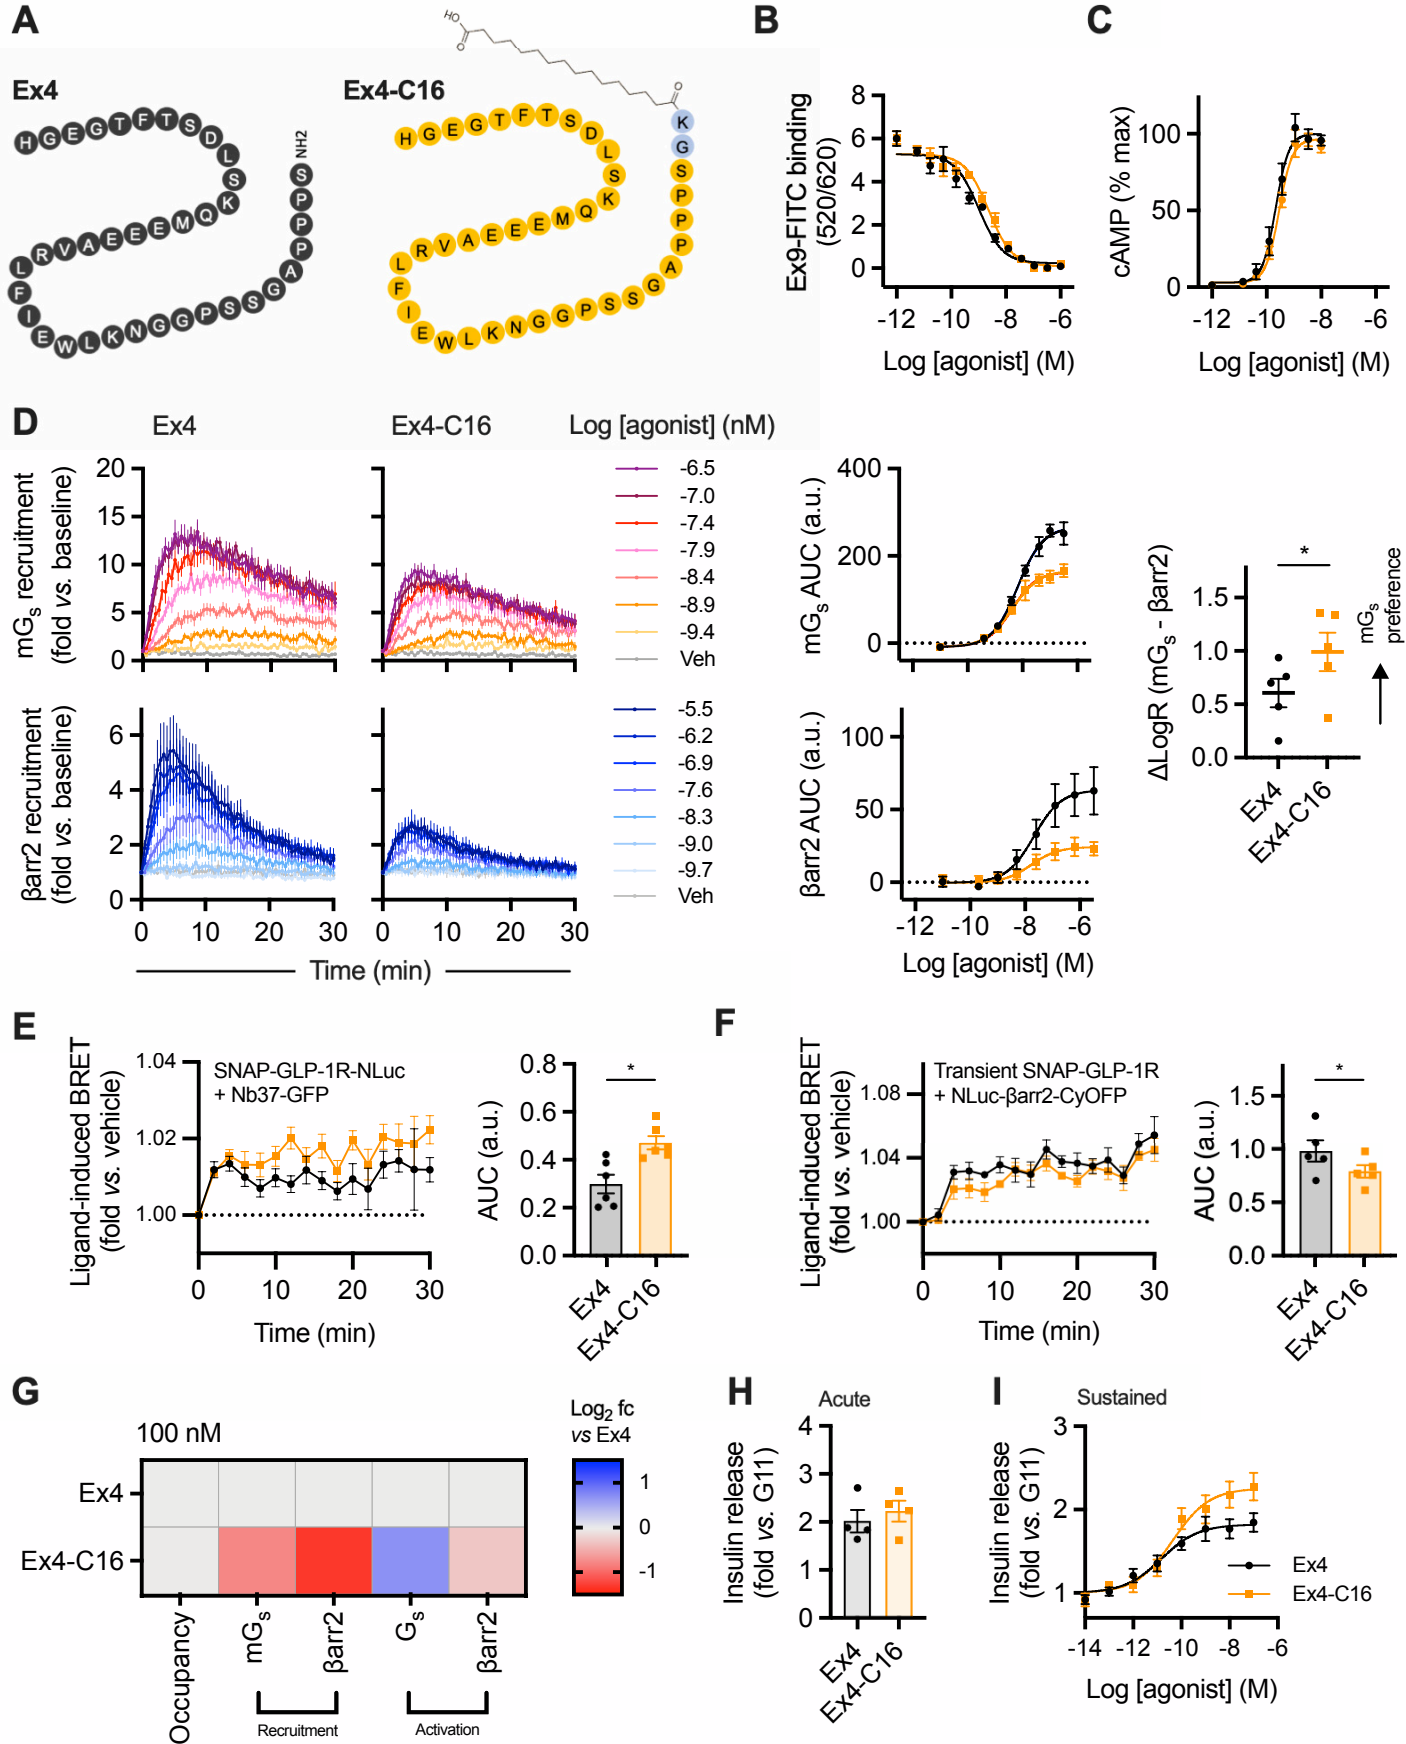 A
B
C
Ex4
Ex4-C16
HO
O
O
H G E G T F T S D L S K Q M E E E A V R L F I E W L K N G G P S S G A P P P S NH2
H G E G T F T S D L S K Q M E E E A V R L F I E W L K N G G P S S G A P P P S G K
Ex9-FITC binding
(520/620)
8
6
4
2
0
-12 -10 -8 -6
Log [agonist] (M)
cAMP (% max)
100
50
0
-12 -10 -8 -6
Log [agonist] (M)
D
Ex4
Ex4-C16
Log [agonist] (nM)
mGs recruitment
(fold vs. baseline)
20
15
10
5
0
-6.5
-7.0
-7.4
-7.9
-8.4
-8.9
-9.4
Veh
βarr2 recruitment
(fold vs. baseline)
6
4
2
0
0 10 20 30
0 10 20 30
Time (min)
-5.5
-6.2
-6.9
-7.6
-8.3
-9.0
-9.7
Veh
mGs AUC (a.u.)
400
200
0
βarr2 AUC (a.u.)
100
50
0
-12 -10 -8 -6
Log [agonist] (M)
ΔLogR (mGs - βarr2)
1.5
1.0
0.5
0.0
*
mGs
preference
Ex4
Ex4-C16
E
Ligand-induced BRET
(fold vs. vehicle)
1.04
1.02
1.00
SNAP-GLP-1R-NLuc
+ Nb37-GFP
0 10 20 30
Time (min)
AUC (a.u.)
0.8
0.6
0.4
0.2
0.0
*
Ex4
Ex4-C16
F
Ligand-induced BRET
(fold vs. vehicle)
1.08
1.04
1.00
Transient SNAP-GLP-1R
+ NLuc-βarr2-CyOFP
0 10 20 30
Time (min)
AUC (a.u.)
1.5
1.0
0.5
0.0
*
Ex4
Ex4-C16
G
100 nM
Ex4
Ex4-C16
Occupancy
mGs
βarr2
Gs
βarr2
Recruitment
Activation
Log2 fc
vs Ex4
1
0
-1
H
Acute
Insulin release
(fold vs. G11)
4
3
2
1
0
Ex4
Ex4-C16
I
Sustained
Insulin release
(fold vs. G11)
3
2
1
Ex4
Ex4-C16
-14 -12 -10 -8 -6
Log [agonist] (M)